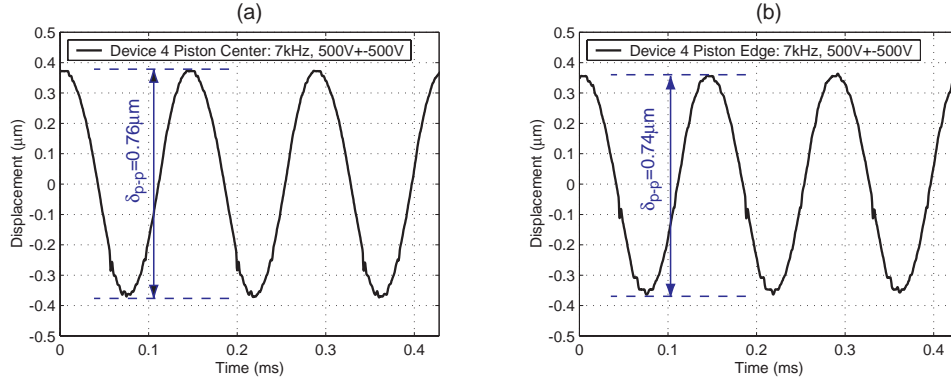 (a)
Device 4 Piston Center: 7kHz, 500V+-500V
δp-p=0.76μm
Displacement (μm)
0.5
0.4
0.3
0.2
0.1
0
-0.1
-0.2
-0.3
-0.4
-0.5
0 0.1 0.2 0.3 0.4
Time (ms)
(b)
Device 4 Piston Edge: 7kHz, 500V+-500V
δp-p=0.74μm
Displacement (μm)
0.5
0.4
0.3
0.2
0.1
0
-0.1
-0.2
-0.3
-0.4
-0.5
0 0.1 0.2 0.3 0.4
Time (ms)